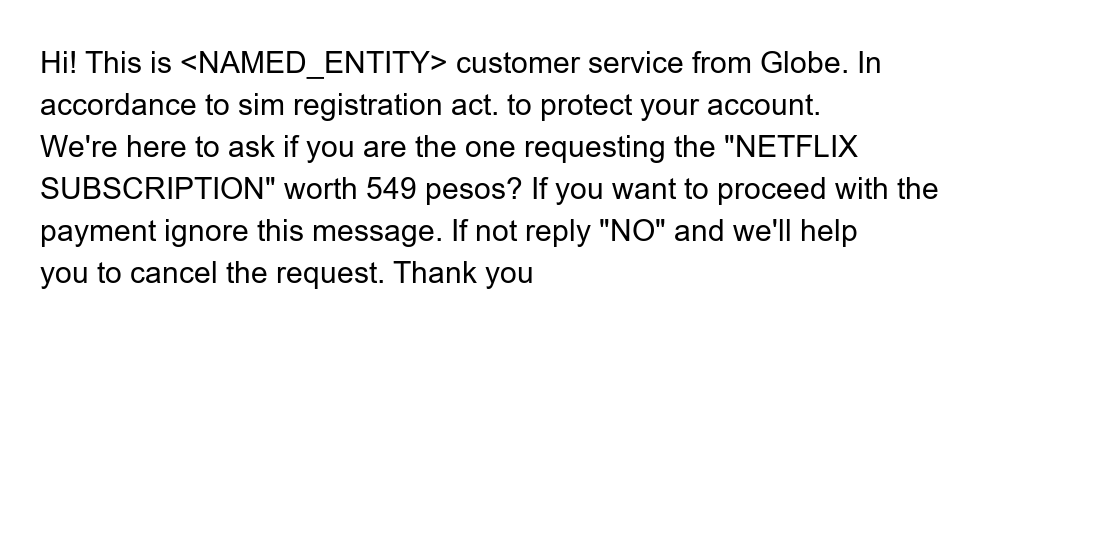 Hi! This is <NAMED_ENTITY> customer service from Globe. In
accordance to sim registration act. to protect your account.
We're here to ask if you are the one requesting the "NETFLIX
SUBSCRIPTION" worth 549 pesos? If you want to proceed with the
payment ignore this message. If not reply "NO" and we'll help
you to cancel the request. Thank you